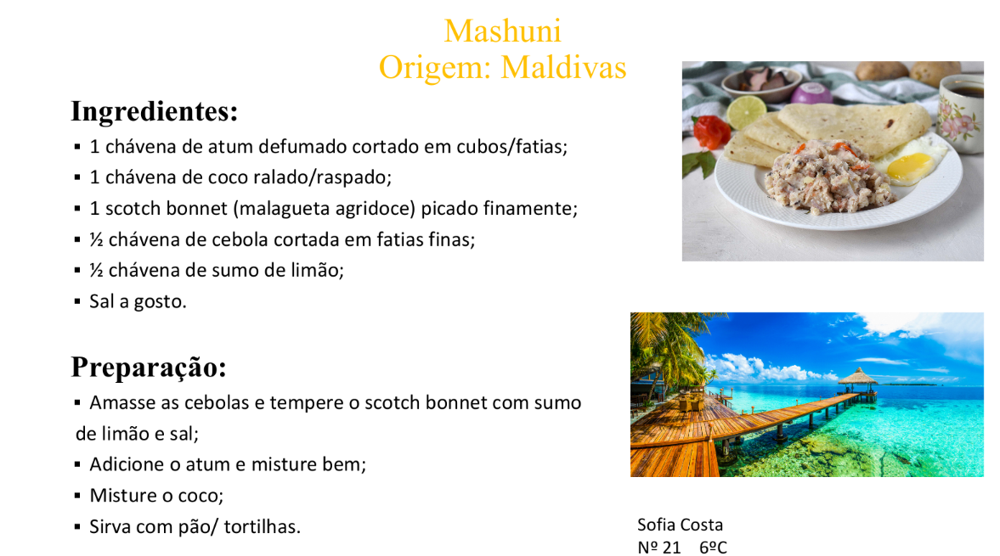 Mashuni
Origem: Maldivas
Ingredientes:
▪ 1 chávena de atum defumado cortado em cubos/fatias;
▪ 1 chávena de coco ralado/raspado;
▪ 1 scotch bonnet (malagueta agridoce) picado finamente;
▪ ½ chávena de cebola cortada em fatias finas;
▪ ½ chávena de sumo de limão;
▪ Sal a gosto.
Preparação:
▪ Amasse as cebolas e tempere o scotch bonnet com sumo
de limão e sal;
▪ Adicione o atum e misture bem;
▪ Misture o coco;
▪ Sirva com pão/ tortilhas.
Sofia Costa
Nº 21 6ºC